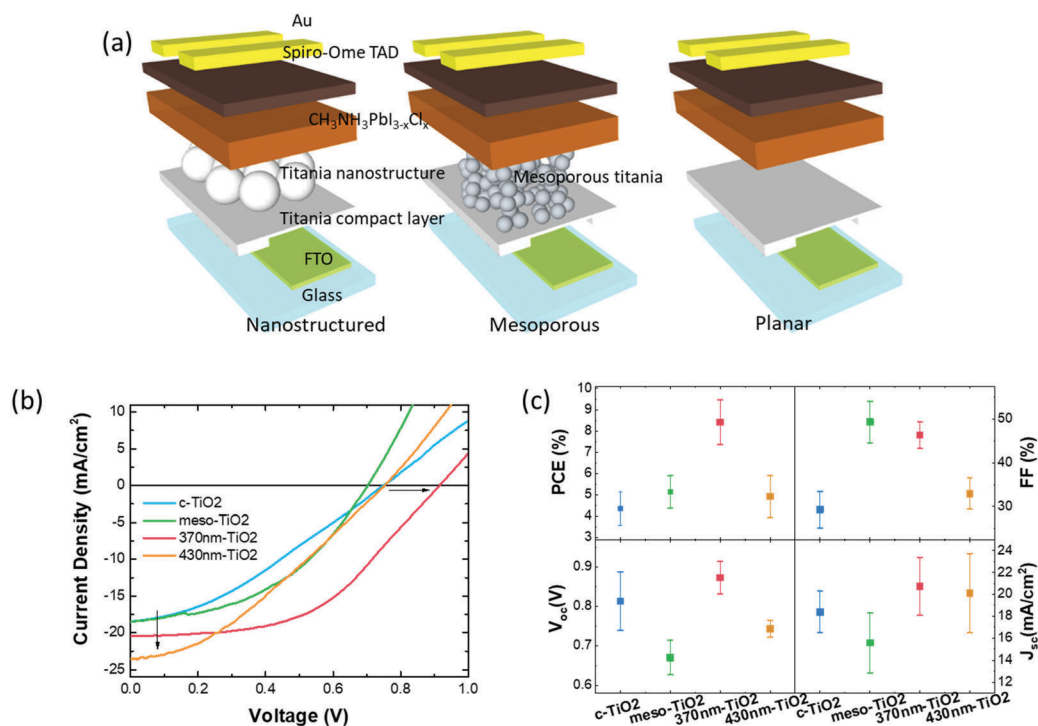 (a)
Au
Spiro-Ome TAD
CH3NH3PbI3-xClx
Titania nanostructure
Mesoporous titania
Titania compact layer
FTO
Glass
Nanostructured
Mesoporous
Planar
(b)
Current Density (mA/cm²)
10
5
0
-5
-10
-15
-20
-25
c-TiO2
meso-TiO2
370nm-TiO2
430nm-TiO2
0.0
0.2
0.4
0.6
0.8
1.0
Voltage (V)
(c)
PCE (%)
10
9
8
7
6
5
4
3
50
40
30
FF (%)
Voc(V)
0.9
0.8
0.7
0.6
24
22
20
18
16
14
12
Jsc(mA/cm²)
c-TiO2
meso-TiO2
370nm-TiO2
430nm-TiO2
c-TiO2
meso-TiO2
370nm-TiO2
430nm-TiO2